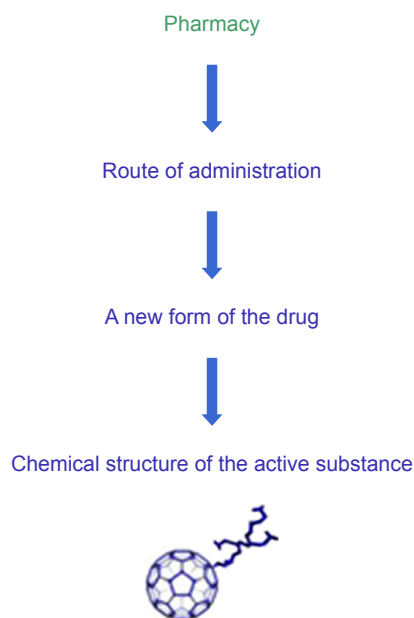 Pharmacy
Route of administration
A new form of the drug
Chemical structure of the active substance